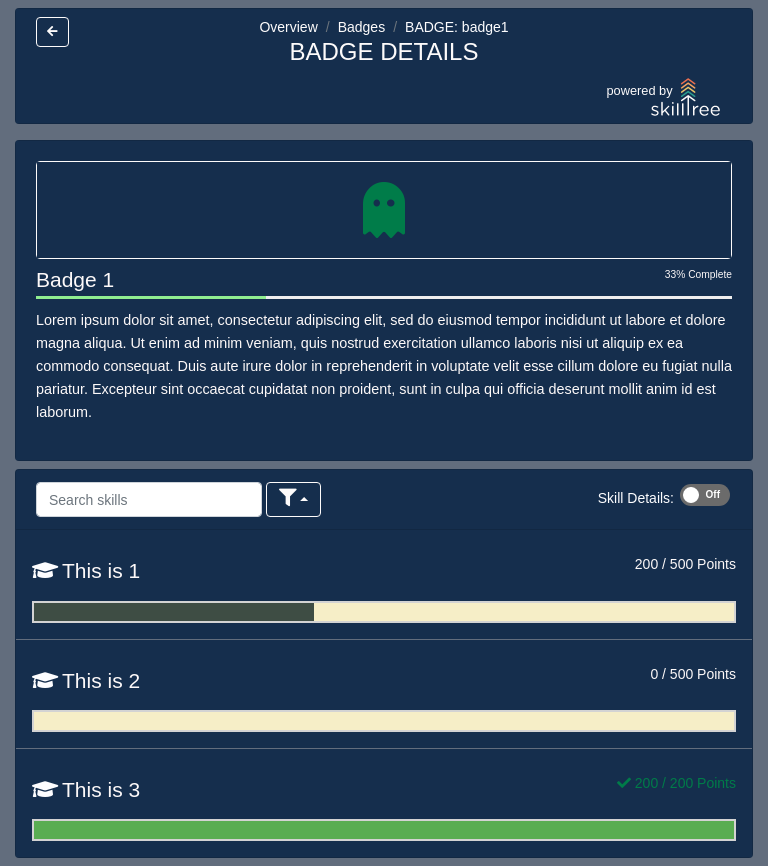 Overview / Badges / BADGE: badge1
BADGE DETAILS
powered by
skilltree
Badge 1
33% Complete
Lorem ipsum dolor sit amet, consectetur adipiscing elit, sed do eiusmod tempor incididunt ut labore et dolore
magna aliqua. Ut enim ad minim veniam, quis nostrud exercitation ullamco laboris nisi ut aliquip ex ea
commodo consequat. Duis aute irure dolor in reprehenderit in voluptate velit esse cillum dolore eu fugiat nulla
pariatur. Excepteur sint occaecat cupidatat non proident, sunt in culpa qui officia deserunt mollit anim id est
laborum.
Search skills
Skill Details: Off
This is 1
200 / 500 Points
This is 2
0 / 500 Points
This is 3
200 / 200 Points